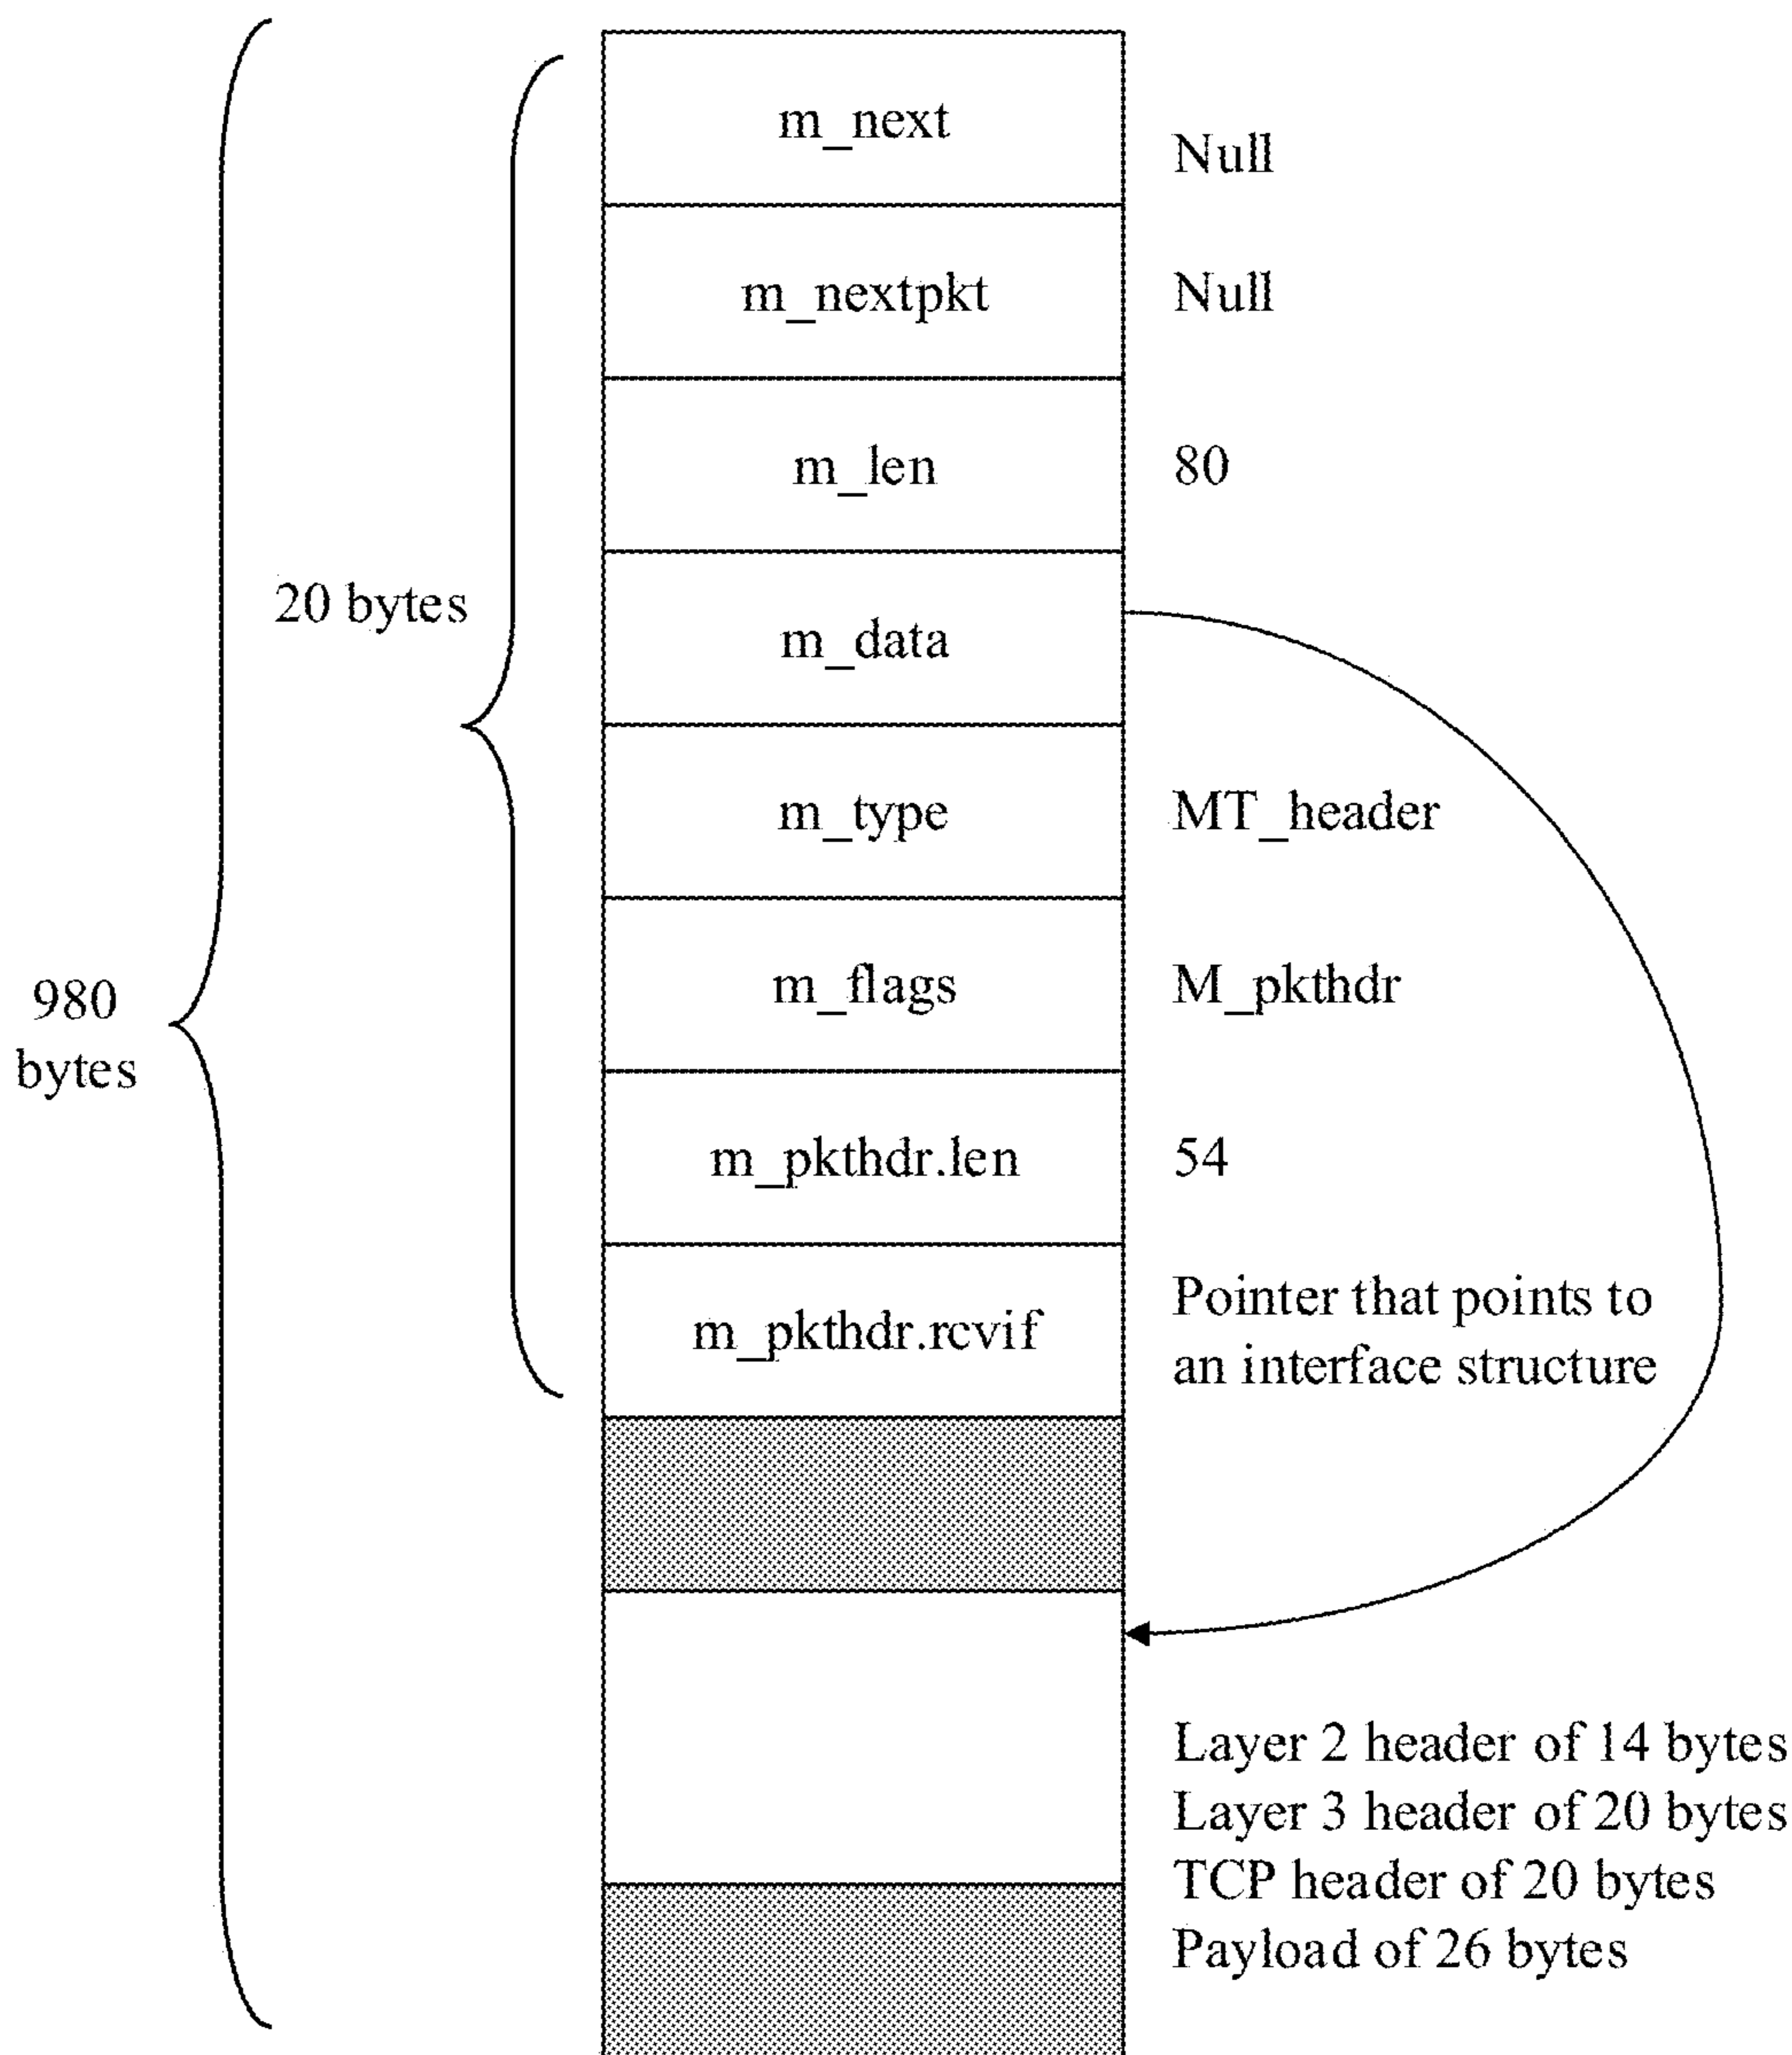 m_next
Null
m_nextpkt
Null
m_len
80
20 bytes
m_data
m_type
MT_header
m_flags
M_pkthdr
980
bytes
m_pkthdr.len
54
m_pkthdr.rcvif
Pointer that points to
an interface structure
Layer 2 header of 14 bytes
Layer 3 header of 20 bytes
TCP header of 20 bytes
Payload of 26 bytes